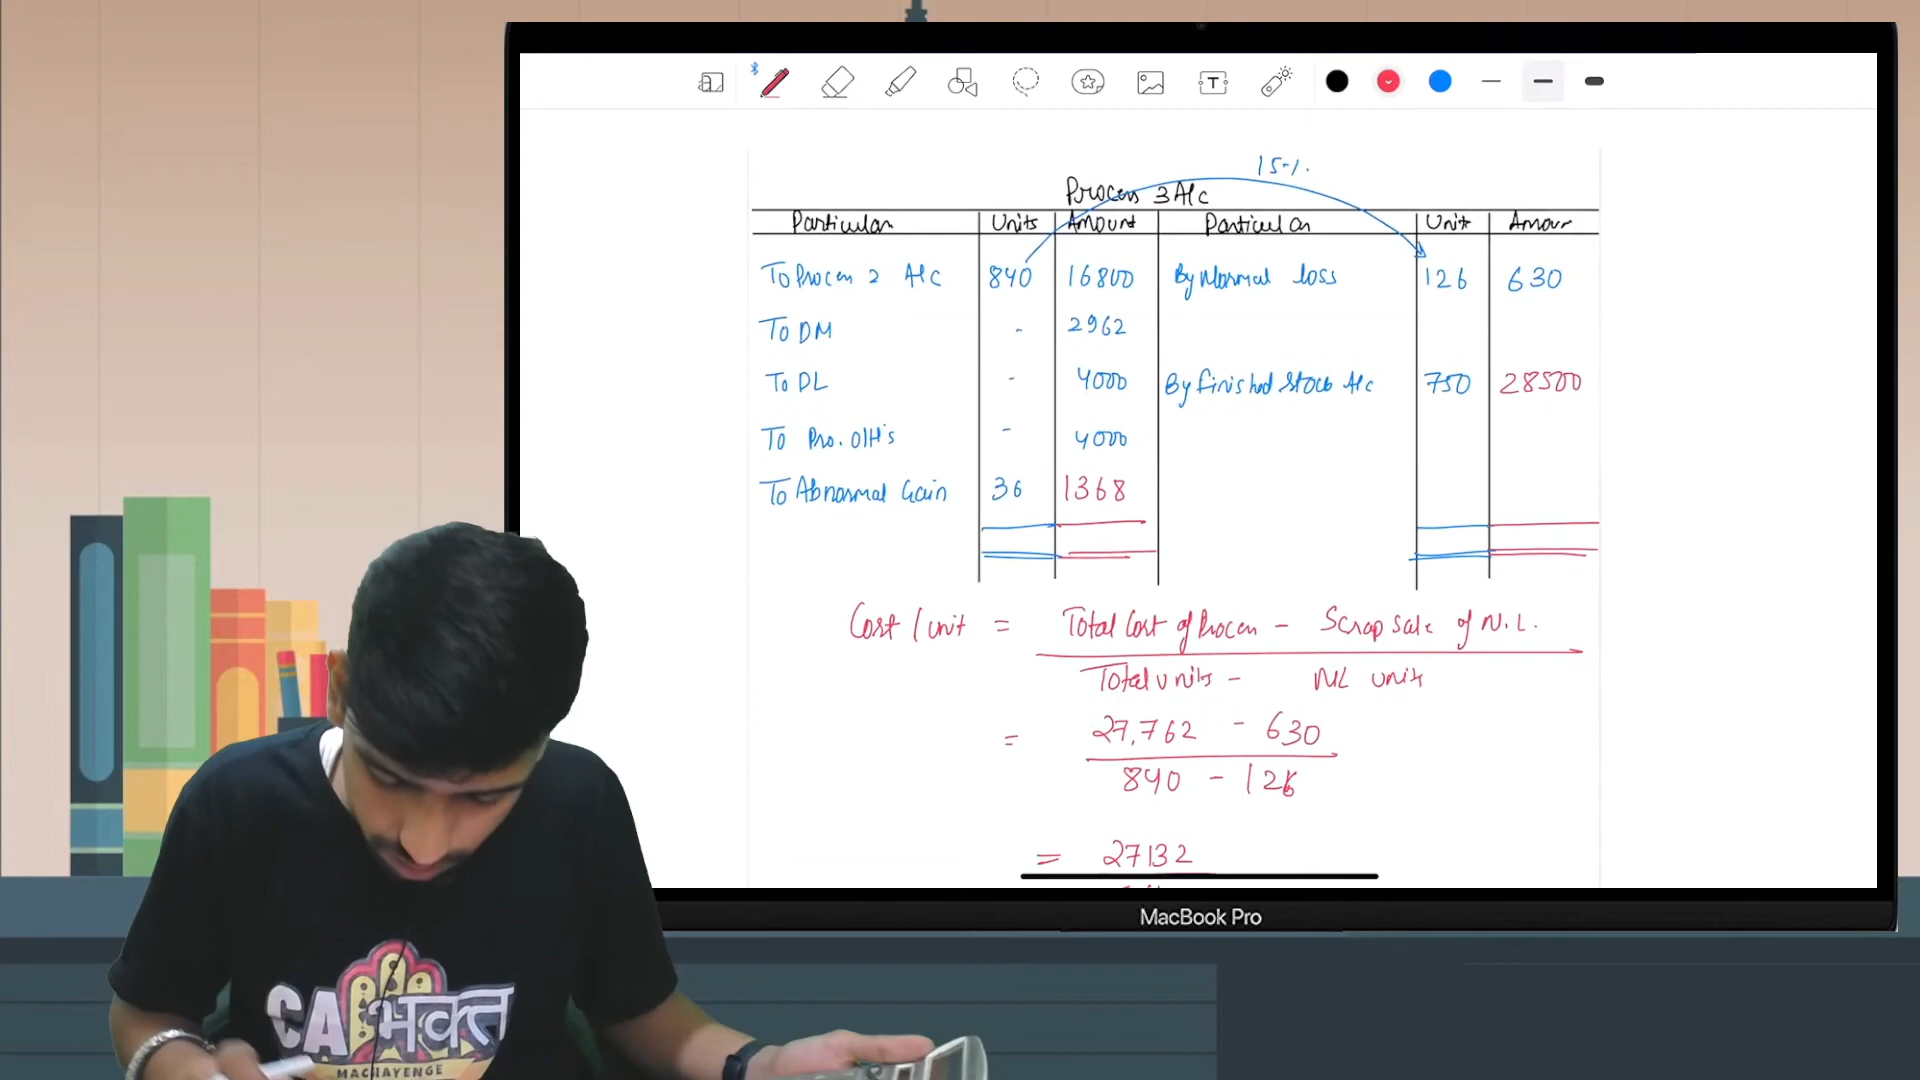 15%.
Process 3 A/c
Particular Units Amount Particular Unit Amour
To Process 2 A/c 840 16800 By Normal loss 126 630
To DM - 2962
To DL - 4000 By finished Stock A/c 750 28500
To Pro. O/H's - 4000
To Abnormal Gain 36 1368
Cost / unit = Total Cost of Process - Scrap Sale of N.L.
Total units - NL units
= 27,762 - 630
840 - 126
= 27132
MacBook Pro
CA भक्त
MACHAYENGE